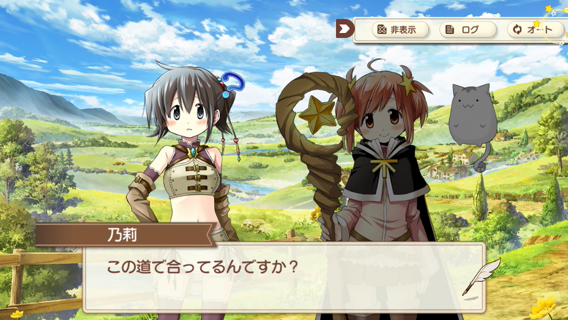 非表示
ログ
オート
乃莉
この道で合ってるんですか？